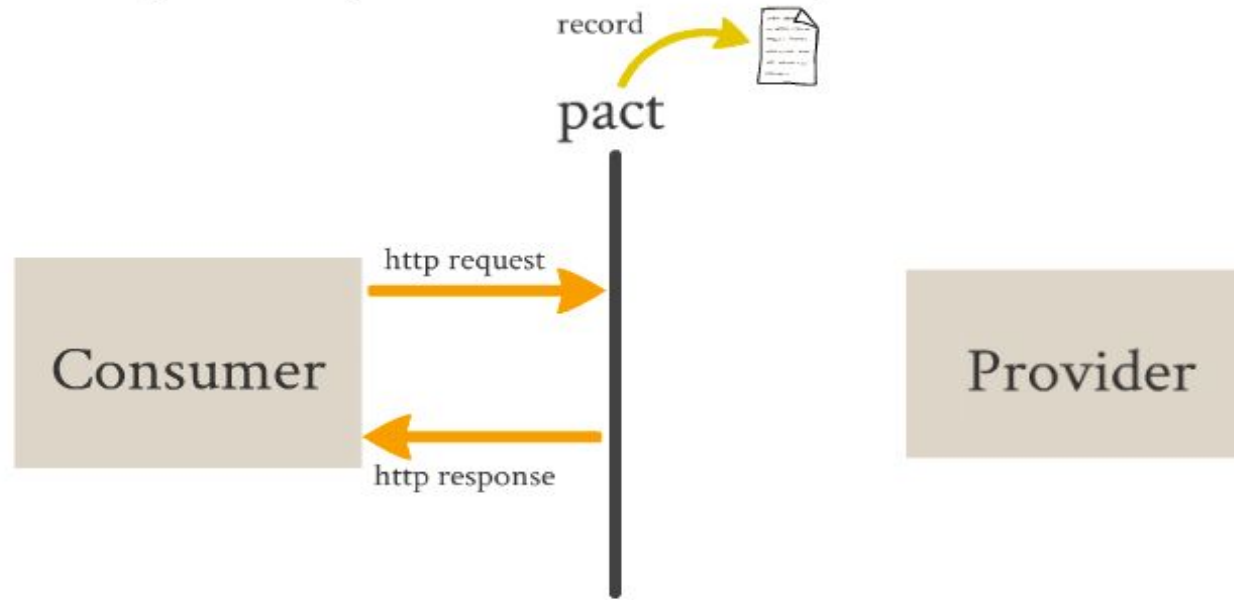 record
pact
http request
Consumer
Provider
http response